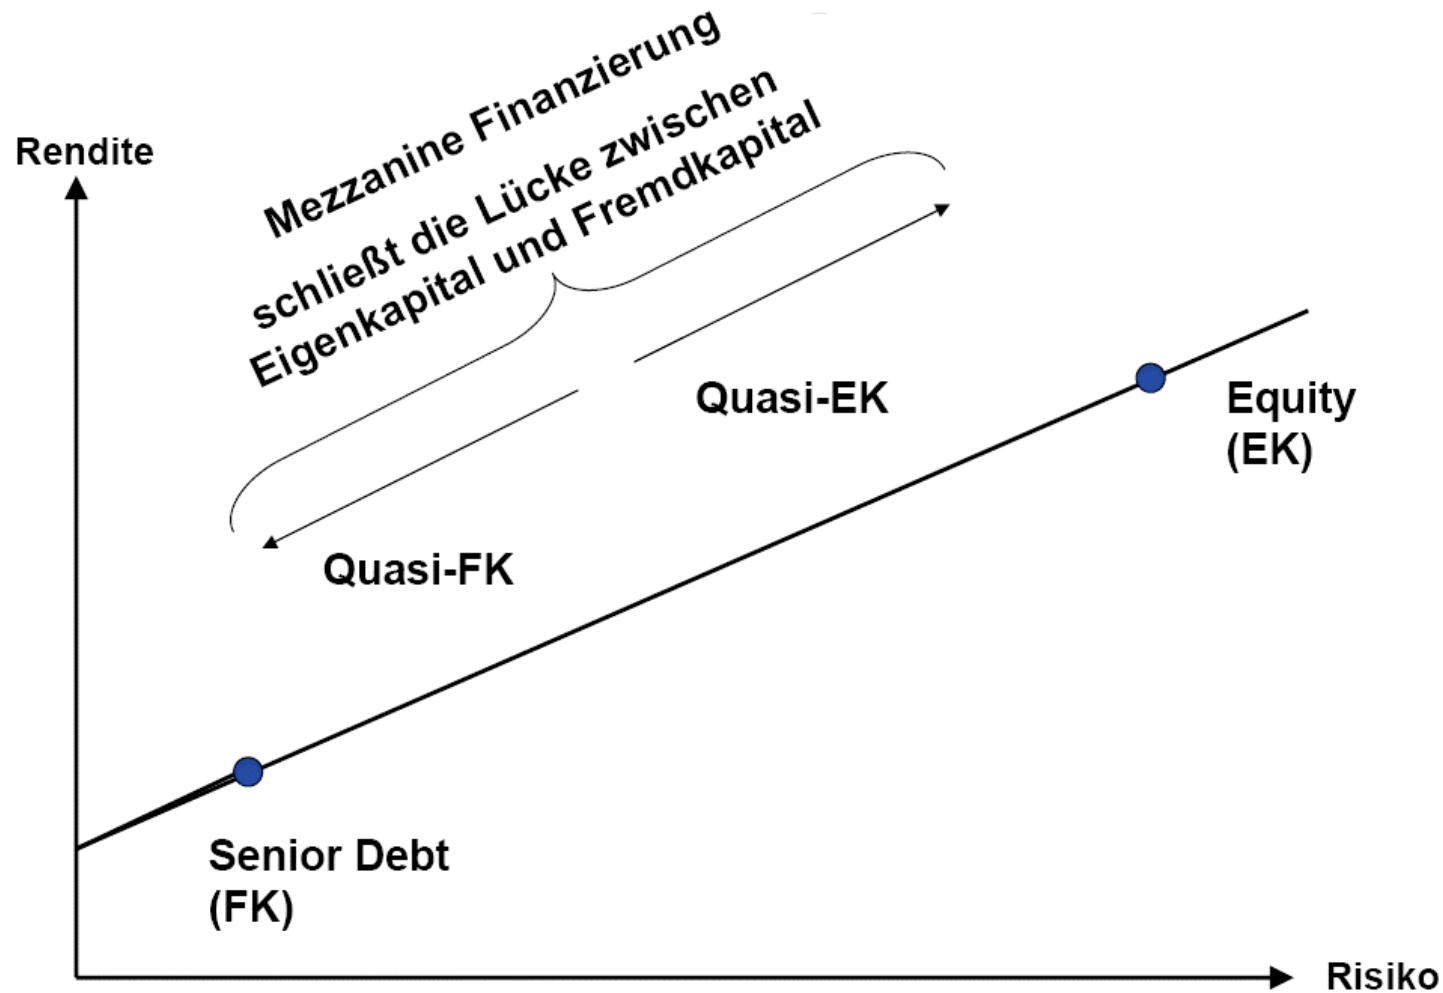 Mezzanine Finanzierung
schließt die Lücke zwischen
Eigenkapital und Fremdkapital
Rendite
Quasi-EK
Equity
(EK)
Quasi-FK
Senior Debt
(FK)
Risiko